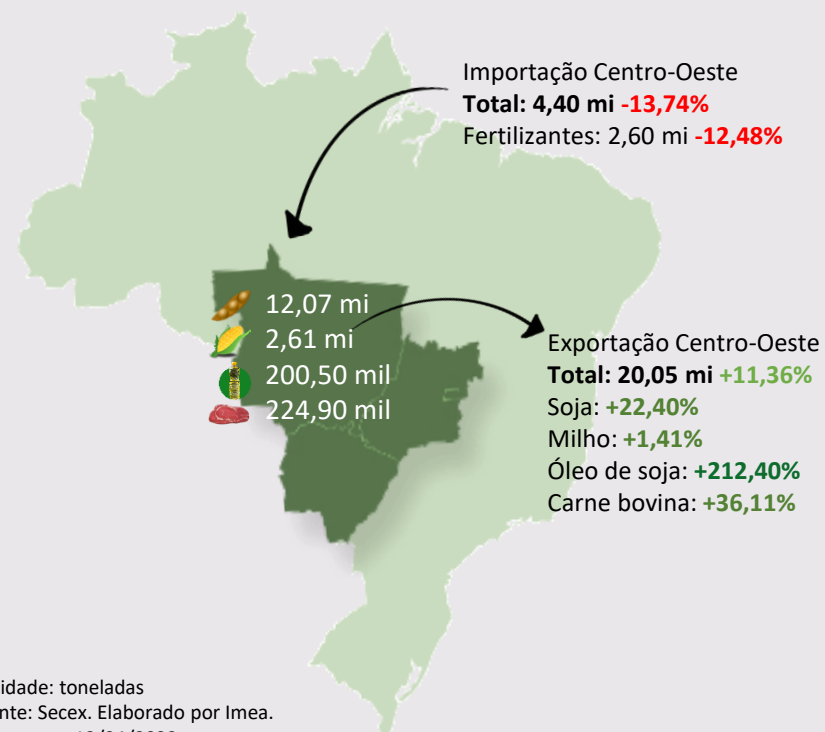 Importação Centro-Oeste
Total: 4,40 mi -13,74%
Fertilizantes: 2,60 mi -12,48%
12,07 mi
2,61 mi
200,50 mil
224,90 mil
Exportação Centro-Oeste
Total: 20,05 mi +11,36%
Soja: +22,40%
Milho: +1,41%
Óleo de soja: +212,40%
Carne bovina: +36,11%
idade: toneladas
nte: Secex. Elaborado por Imea.